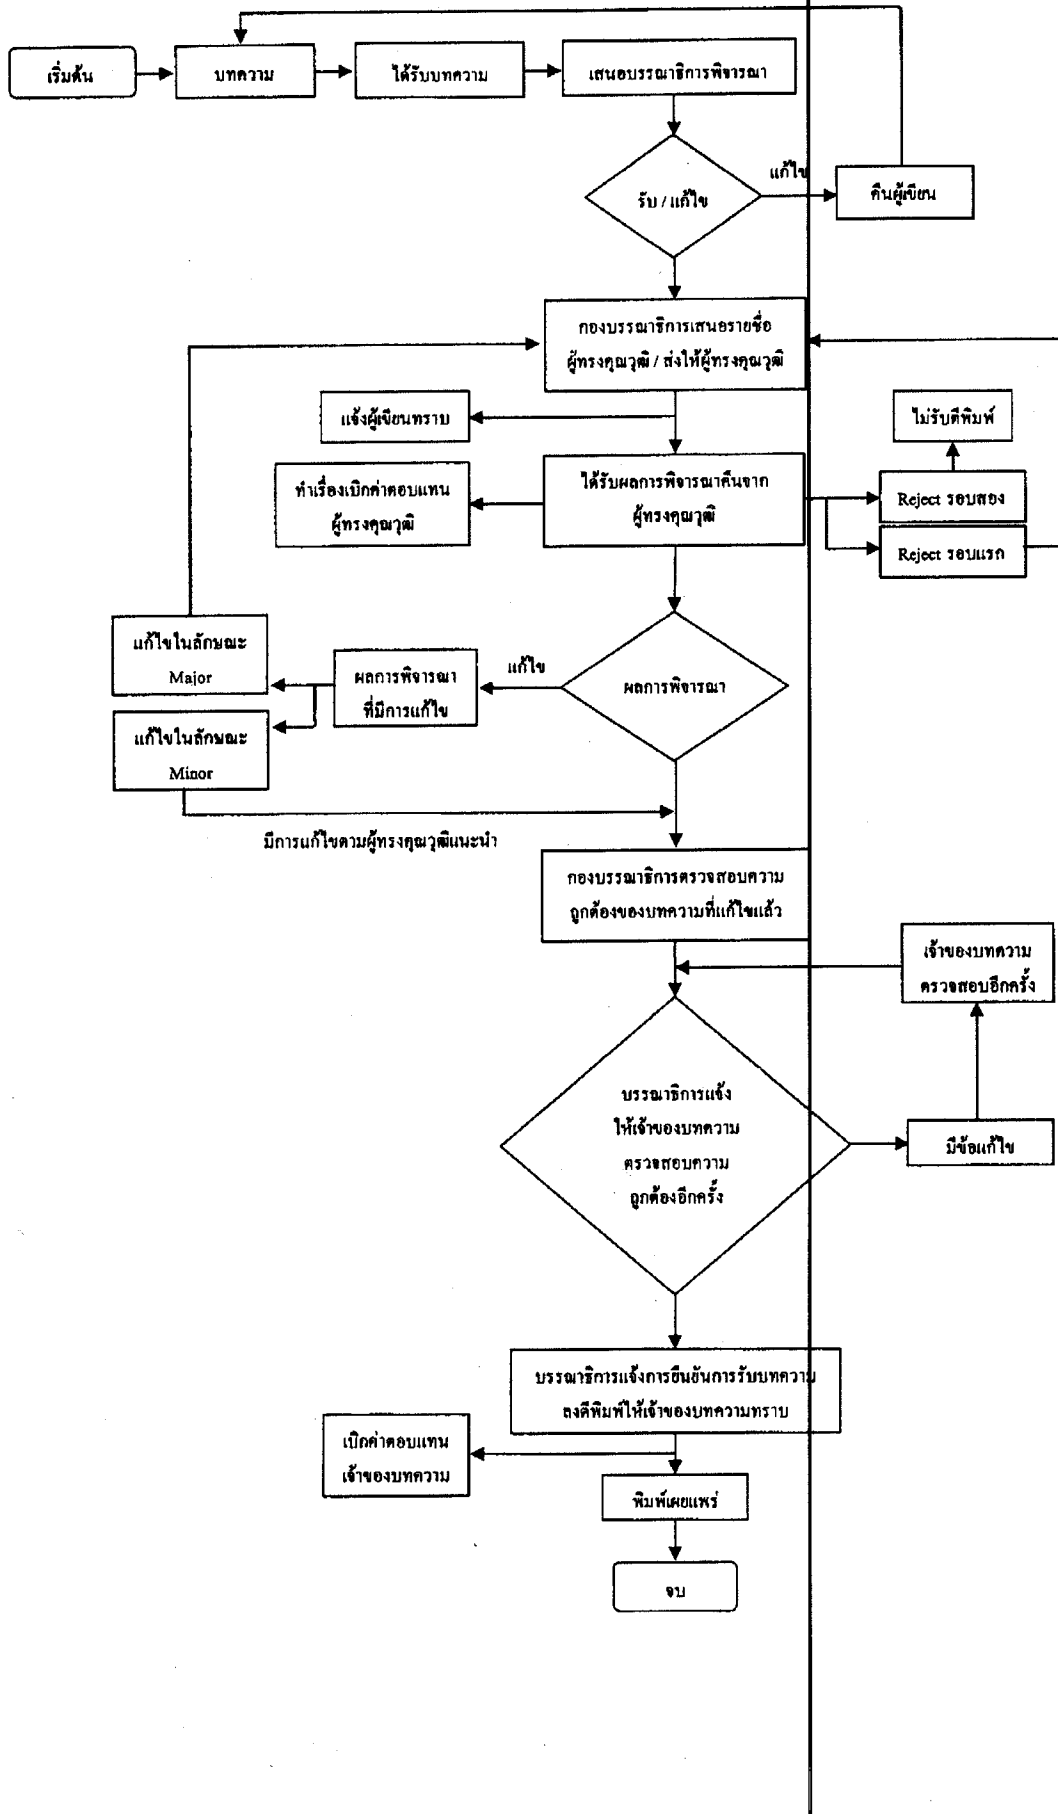 เริ่มต้น
บทความ
ได้รับบทความ
เสนอบรรณาธิการพิจารณา
รับ / แก้ไข
แก้ไข
คืนผู้เขียน
กองบรรณาธิการเสนอรายชื่อ
ผู้ทรงคุณวุฒิ / ส่งให้ผู้ทรงคุณวุฒิ
แจ้งผู้เขียนทราบ
ไม่รับตีพิมพ์
ทำเรื่องเบิกค่าตอบแทน
ผู้ทรงคุณวุฒิ
ได้รับผลการพิจารณาคืนจาก
ผู้ทรงคุณวุฒิ
Reject รอบสอง
Reject รอบแรก
แก้ไขในลักษณะ
Major
ผลการพิจารณา
ที่มีการแก้ไข
แก้ไข
ผลการพิจารณา
แก้ไขในลักษณะ
Minor
มีการแก้ไขตามผู้ทรงคุณวุฒิแนะนำ
กองบรรณาธิการตรวจสอบความ
ถูกต้องของบทความที่แก้ไขแล้ว
เจ้าของบทความ
ตรวจสอบอีกครั้ง
บรรณาธิการแจ้ง
ให้เจ้าของบทความ
ตรวจสอบความ
ถูกต้องอีกครั้ง
มีข้อแก้ไข
บรรณาธิการแจ้งการยืนยันการรับบทความ
ลงตีพิมพ์ให้เจ้าของบทความทราบ
เบิกค่าตอบแทน
เจ้าของบทความ
พิมพ์เผยแพร่
จบ